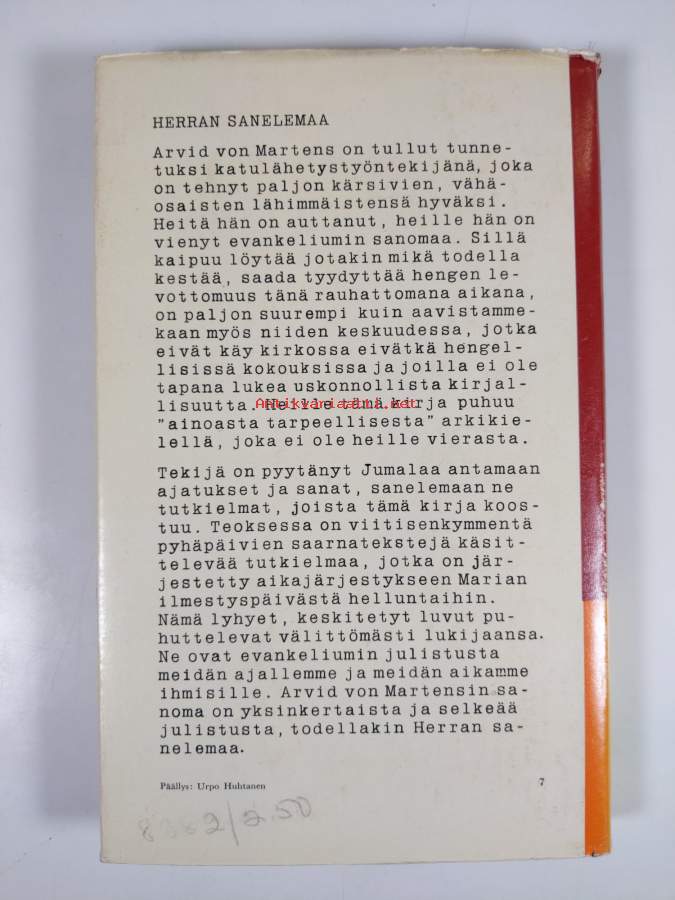 HERRAN SANELEMAA
Arvid von Martens on tullut tunne-
tuksi katulähetystyöntekijänä, joka
on tehnyt paljon kärsivien, vähä-
osaisten lähimmäistensä hyväksi.
Heitä hän on auttanut, heille hän on
vienyt evankeliumin sanomaa. Sillä
kaipuu löytää jotakin mikä todella
kestää, saada tyydyttää hengen le-
vottomuus tänä rauhattomana aikana,
on paljon suurempi kuin aavistamme-
kaan myös niiden keskuudessa, jotka
eivät käy kirkossa eivätkä hengel-
lisissä kokouksissa ja joilla ei ole
tapana lukea uskonnollista kirjal-
lisuutta. Heille tämä kirja puhuu
Antikvariaatti.net
"ainoasta tarpeellisesta" arkikie-
lellä, joka ei ole heille vierasta.
Tekijä on pyytänyt Jumalaa antamaan
ajatukset ja sanat, sanelemaan ne
tutkielmat, joista tämä kirja koos-
tuu. Teoksessa on viitisenkymmentä
pyhäpäivien saarnatekstejä käsit-
televää tutkielmaa, jotka on jär-
jestetty aikajärjestykseen Marian
ilmestyspäivästä helluntaihin.
Nämä lyhyet, keskitetyt luvut pu-
huttelevat välittömästi lukijaansa.
Ne ovat evankeliumin julistusta
meidän ajallemme ja meidän aikamme
ihmisille. Arvid von Martensin sa-
noma on yksinkertaista ja selkeää
julistusta, todellakin Herran sa-
nelemaa.
Päällys: Urpo Huhtanen 7
2/2.50